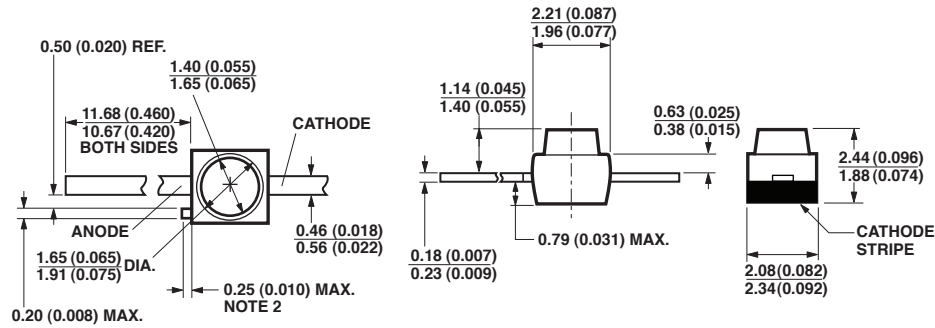 0.50 (0.020) REF.
1.40 (0.055)
1.65 (0.065)
11.68 (0.460)
10.67 (0.420)
BOTH SIDES
CATHODE
ANODE
1.65 (0.065)
1.91 (0.075)
DIA.
0.46 (0.018)
0.56 (0.022)
0.20 (0.008) MAX.
0.25 (0.010) MAX.
NOTE 2
2.21 (0.087)
1.96 (0.077)
1.14 (0.045)
1.40 (0.055)
0.63 (0.025)
0.38 (0.015)
0.18 (0.007)
0.23 (0.009)
0.79 (0.031) MAX.
2.44 (0.096)
1.88 (0.074)
CATHODE
STRIPE
2.08 (0.082)
2.34 (0.092)